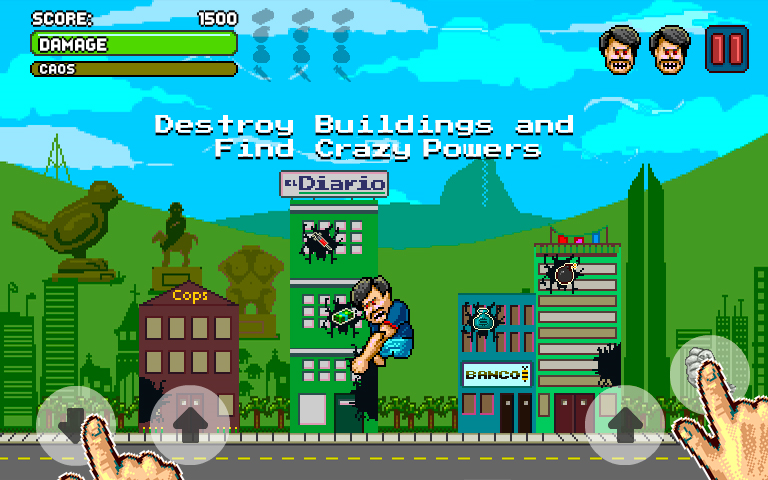 SCORE: 1500
DAMAGE
CAOS
Destroy Buildings and
Find Crazy Powers
EL Diario
Cops
BANCO